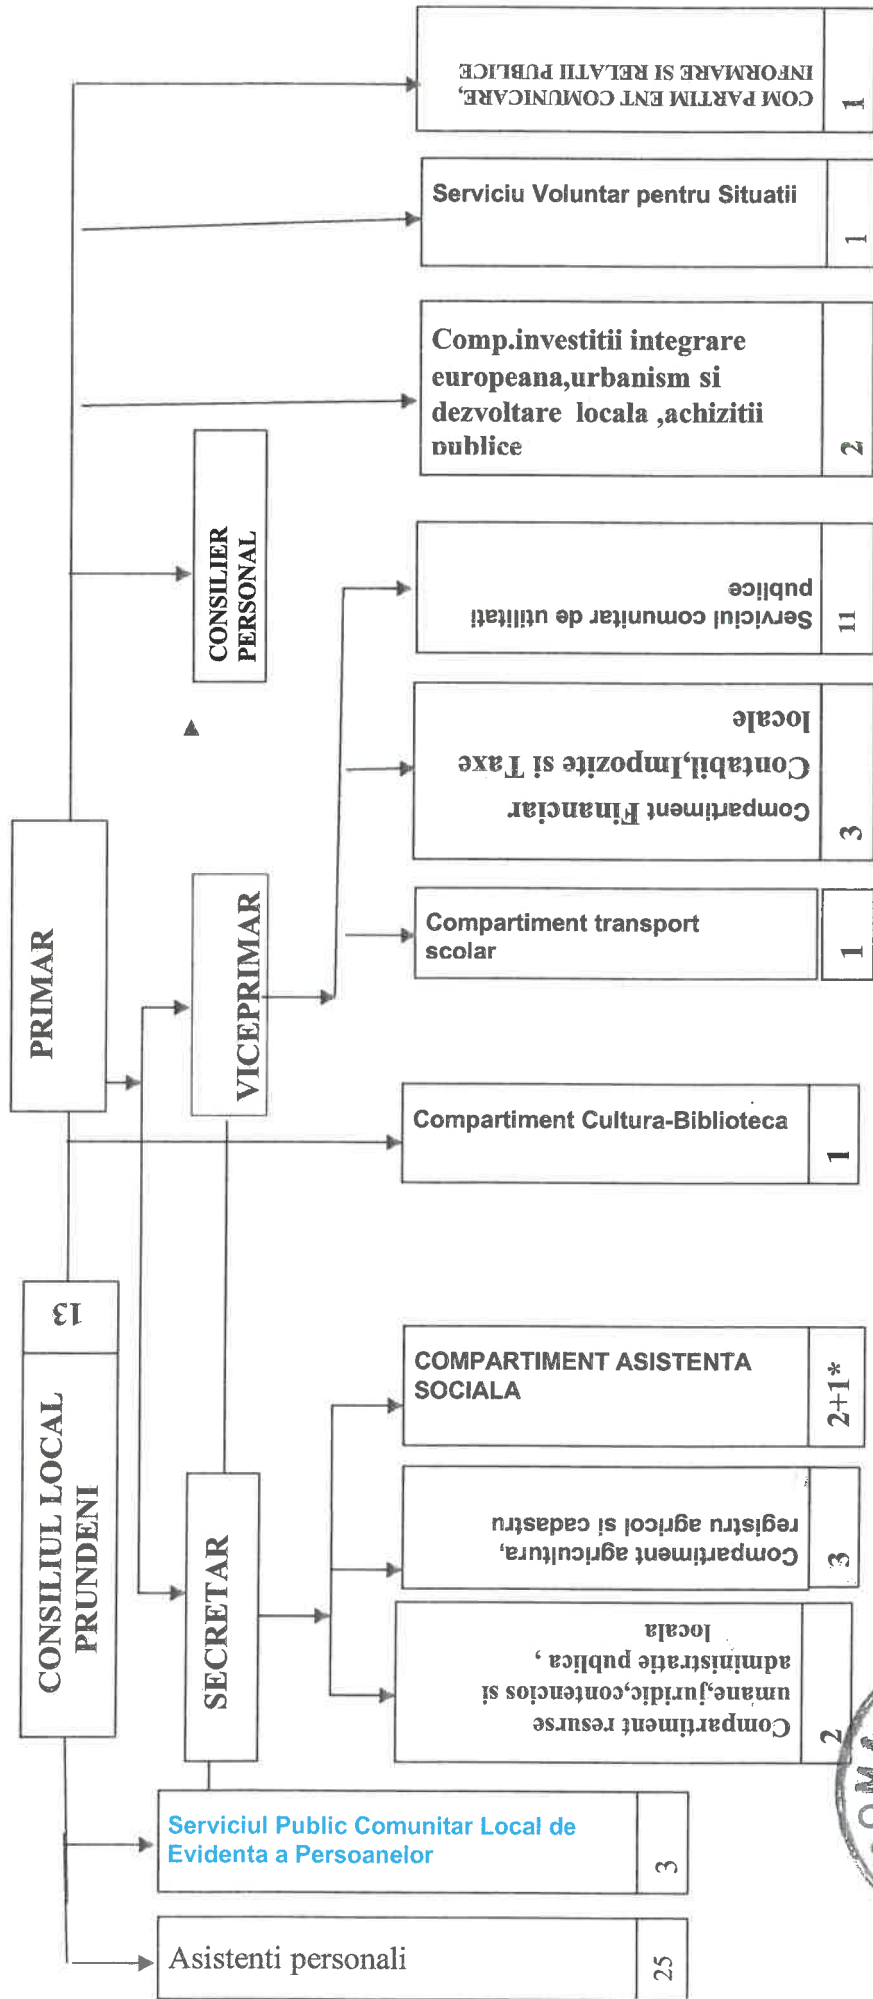 COM PARTIM ENT COMUNICARE,
INFORMARE SI RELATII PUBLICE
1
Serviciu Voluntar pentru Situatii
1
Comp.investitii integrare
europeana,urbanism si
dezvoltare locala ,achizitii
publice
2
CONSILIER
PERSONAL
Serviciul comunitar de utilitati
publice
11
Compartiment Financiar
Contabil,Impozite si Taxe
locale
3
PRIMAR
VICEPRIMAR
Compartiment transport
scolar
1
Compartiment Cultura-Biblioteca
1
13
CONSILIUL LOCAL
PRUNDENI
COMPARTIMENT ASISTENTA
SOCIALA
2+1*
SECRETAR
Compartiment agricultura,
registru agricol si cadastru
3
Compartiment resurse
umane,juridic,contencios si
administratie publica ,
locala
2
Serviciul Public Comunitar Local de
Evidenta a Persoanelor
3
Asistenti personali
25